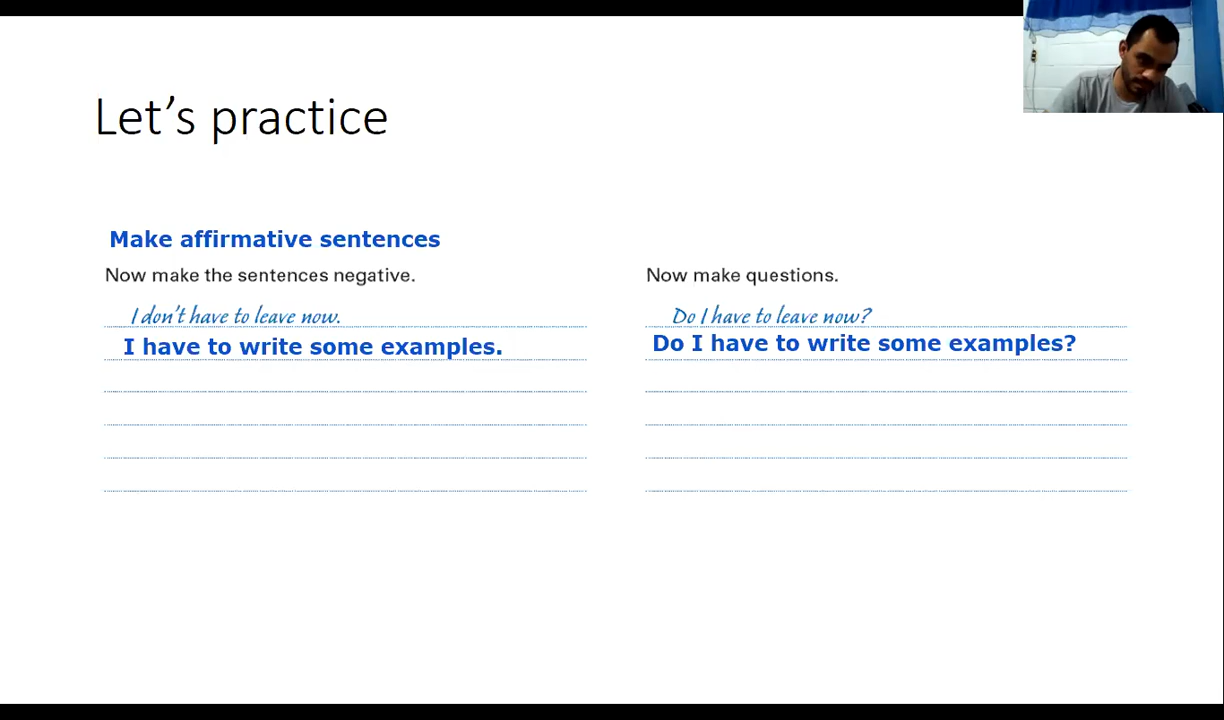 Let's practice
Make affirmative sentences
Now make the sentences negative.
I don't have to leave now.
I have to write some examples.
Now make questions.
Do I have to leave now?
Do I have to write some examples?